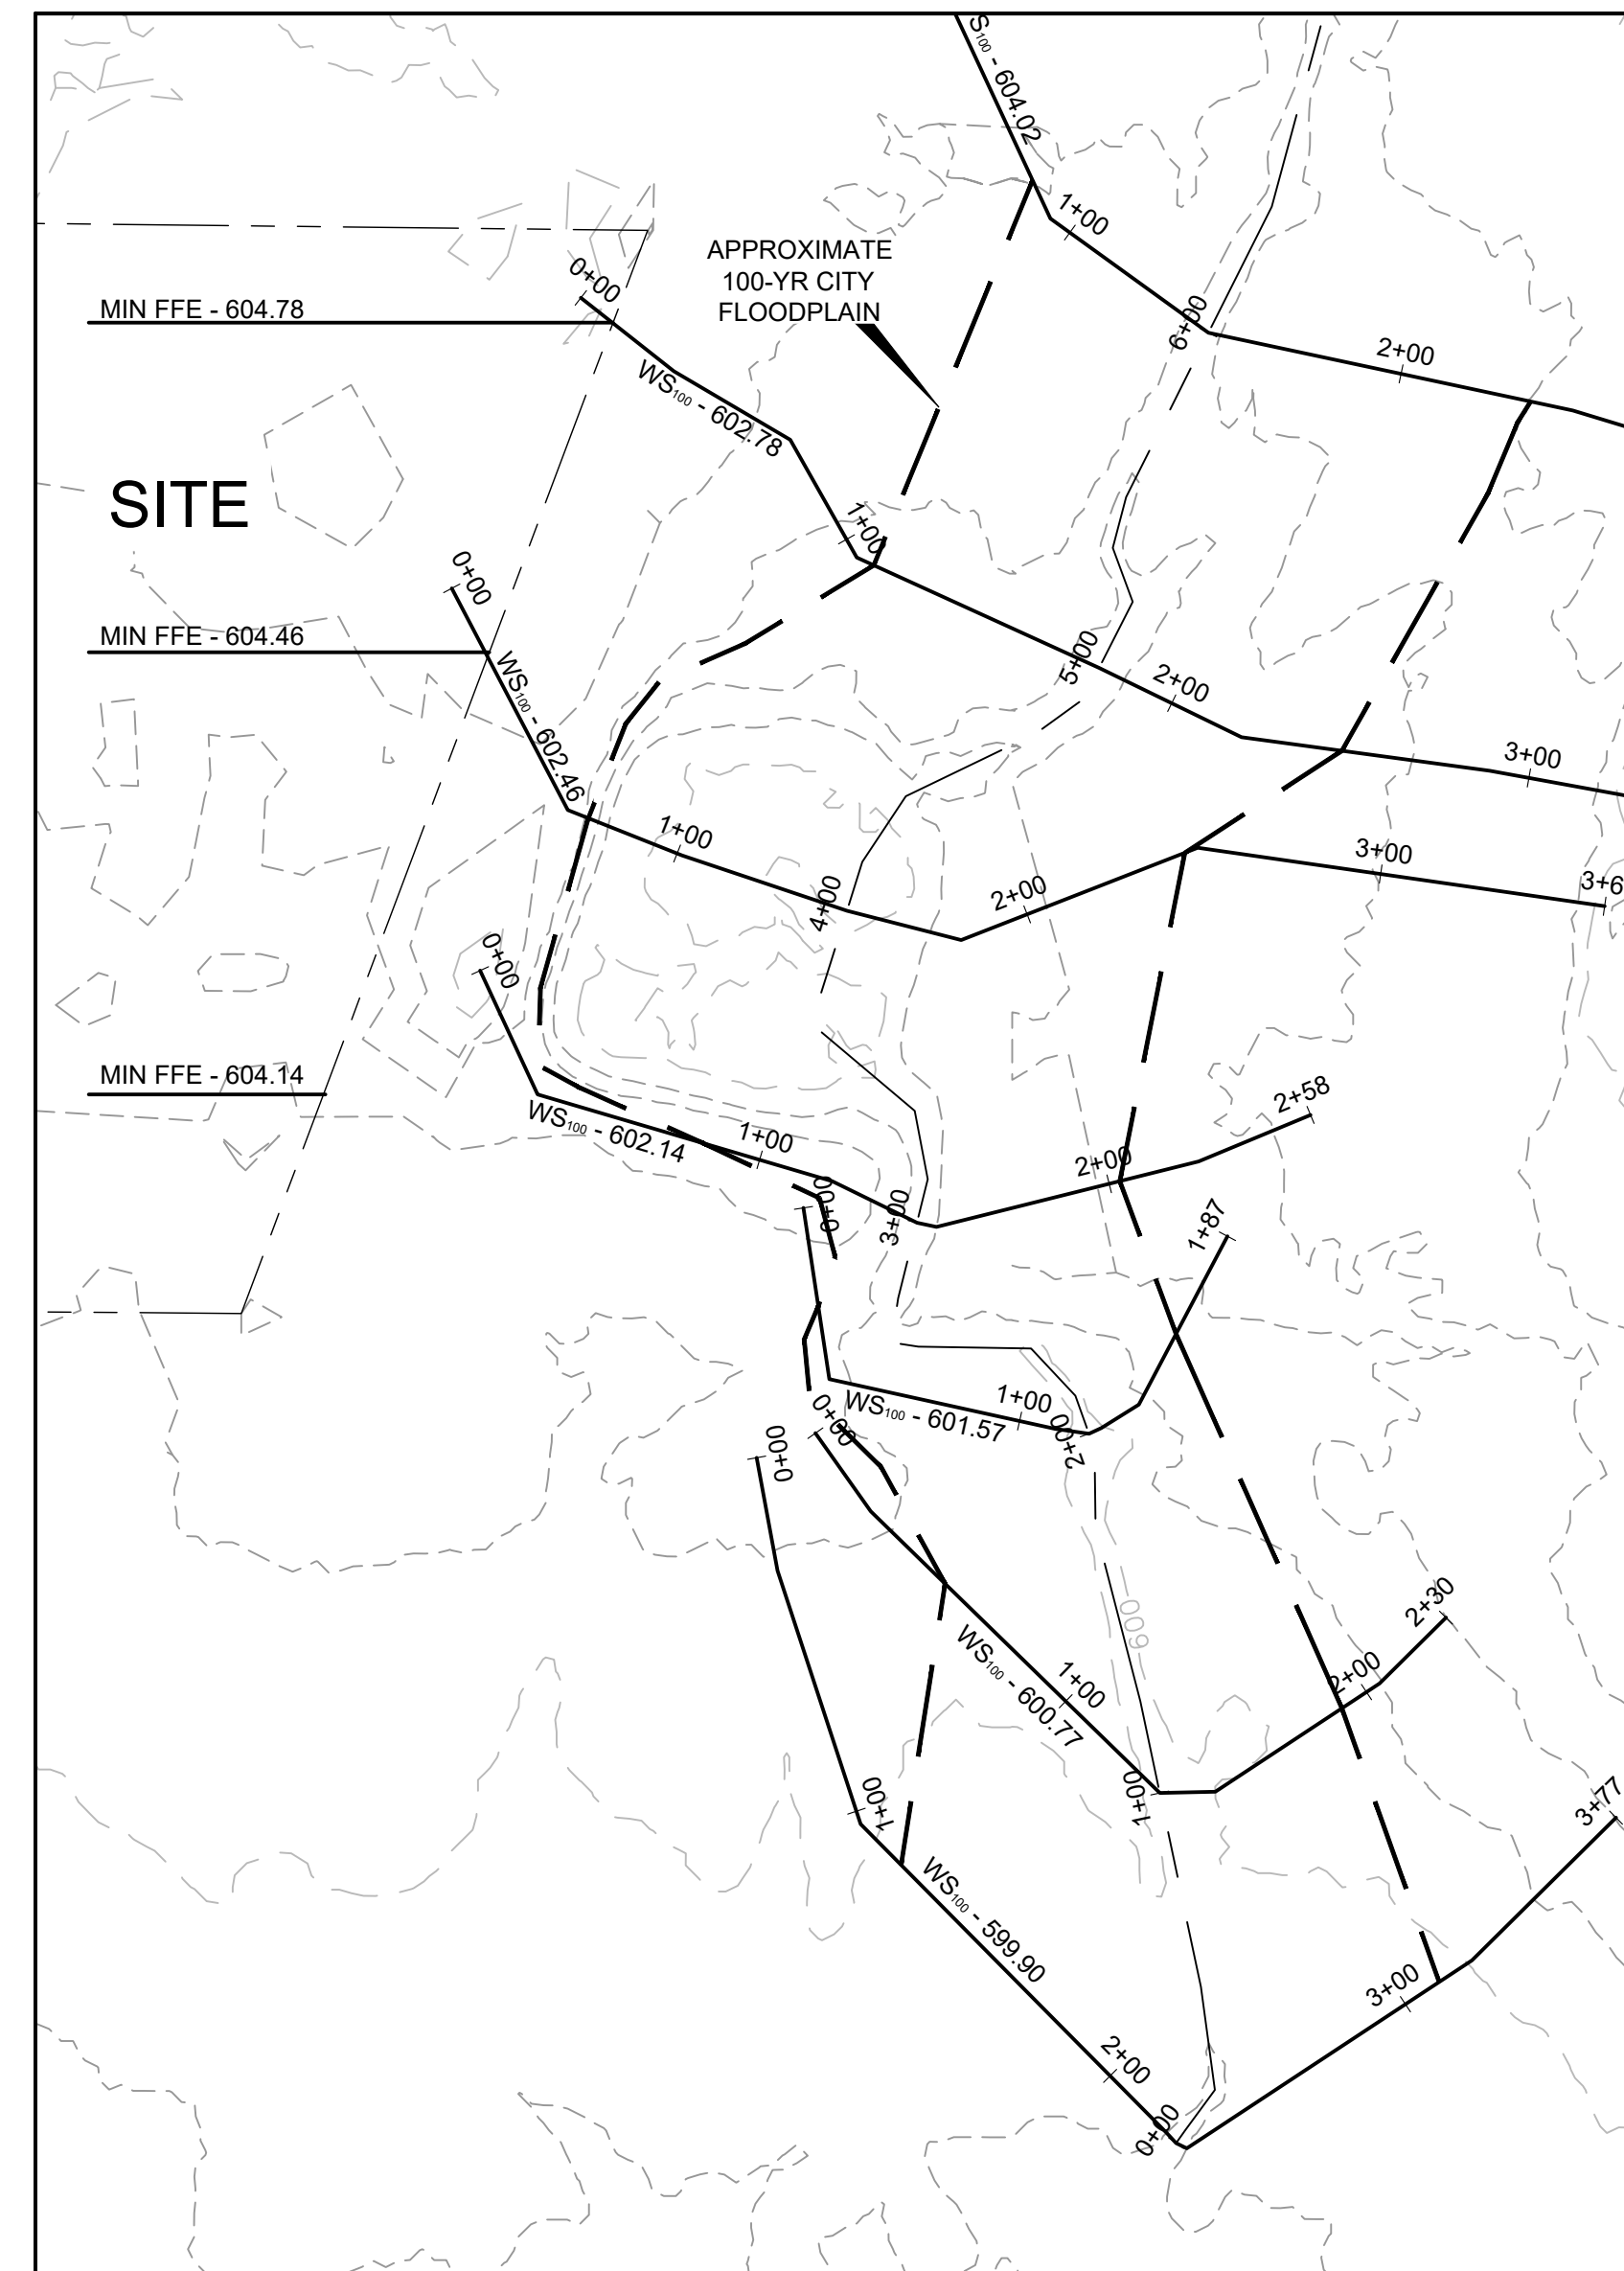 S₁₀₀ - 604.02
1+00
6+00
2+00
APPROXIMATE
100-YR CITY
FLOODPLAIN
0+00
MIN FFE - 604.78
WS₁₀₀ - 602.78
1+00
SITE
0+00
MIN FFE - 604.46
WS₁₀₀ - 602.46
5+00
2+00
3+00
1+00
4+00
2+00
3+00
3+6
0+00
MIN FFE - 604.14
WS₁₀₀ - 602.14
1+00
2+00
2+58
0+00
3+00
1+87
WS₁₀₀ - 601.57
1+00
2+00
0+00
0+00
600
WS₁₀₀ - 600.77
1+00
2+00
2+30
1+00
1+00
3+77
WS₁₀₀ - 599.90
3+00
2+00
0+00